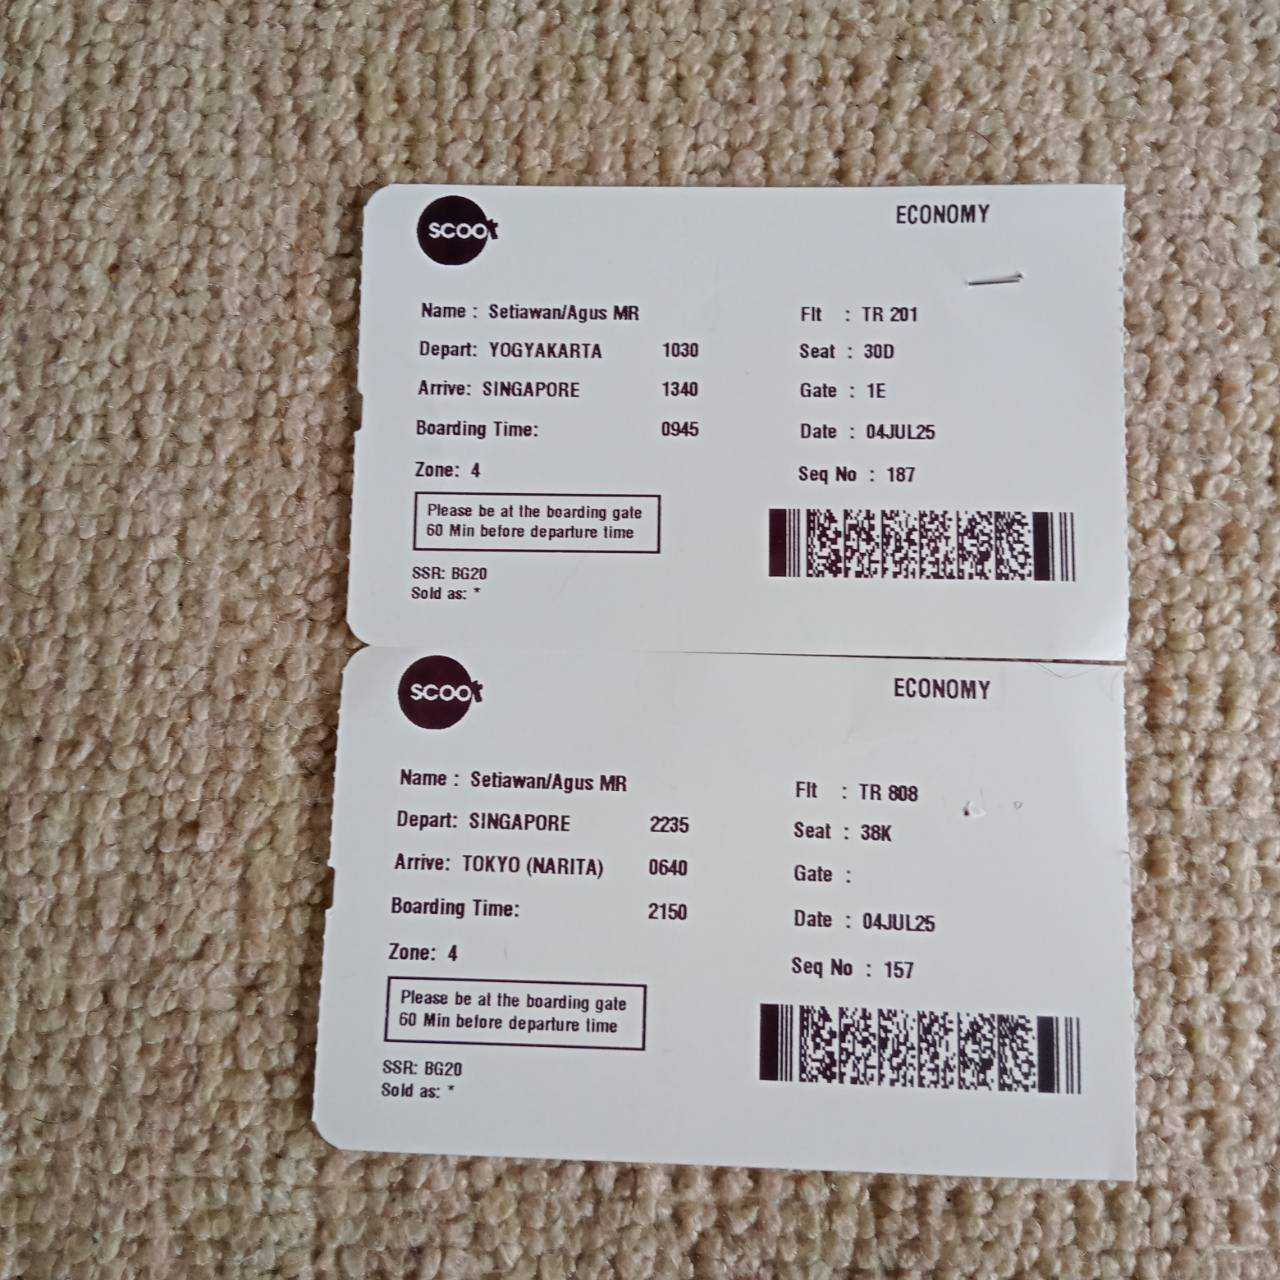 scoot
ECONOMY
Name : Setiawan/Agus MR
Flt : TR 201
Depart: YOGYAKARTA 1030
Seat : 30D
Arrive: SINGAPORE 1340
Gate : 1E
Boarding Time: 0945
Date : 04JUL25
Zone: 4
Seq No : 187
Please be at the boarding gate
60 Min before departure time
SSR: BG20
Sold as: *
scoot
ECONOMY
Name : Setiawan/Agus MR
Flt : TR 808
Depart: SINGAPORE 2235
Seat : 38K
Arrive: TOKYO (NARITA) 0640
Gate :
Boarding Time: 2150
Date : 04JUL25
Zone: 4
Seq No : 157
Please be at the boarding gate
60 Min before departure time
SSR: BG20
Sold as: *